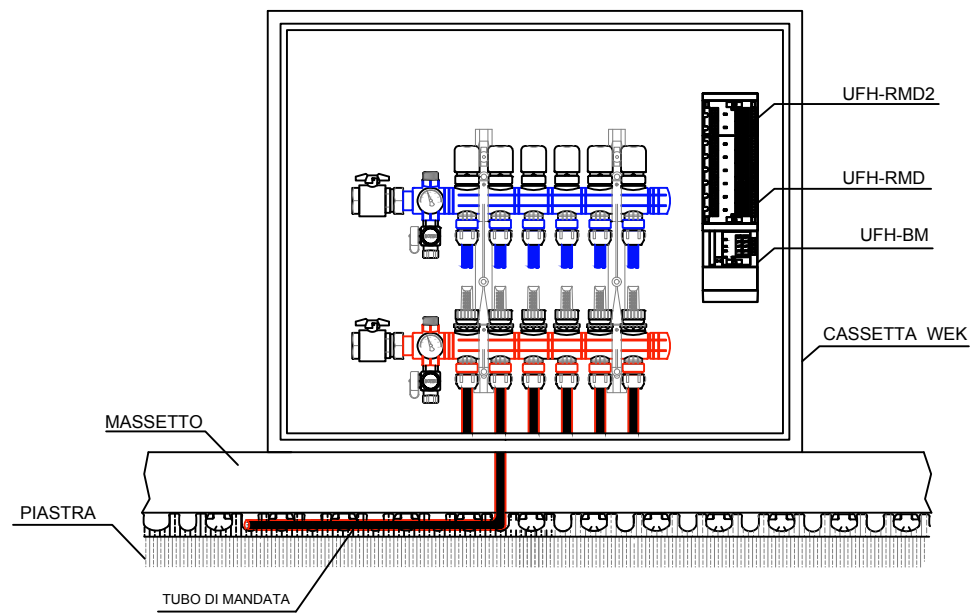 UFH-RMD2
UFH-RMD
UFH-BM
CASSETTA WEK
MASSETTO
PIASTRA
TUBO DI MANDATA